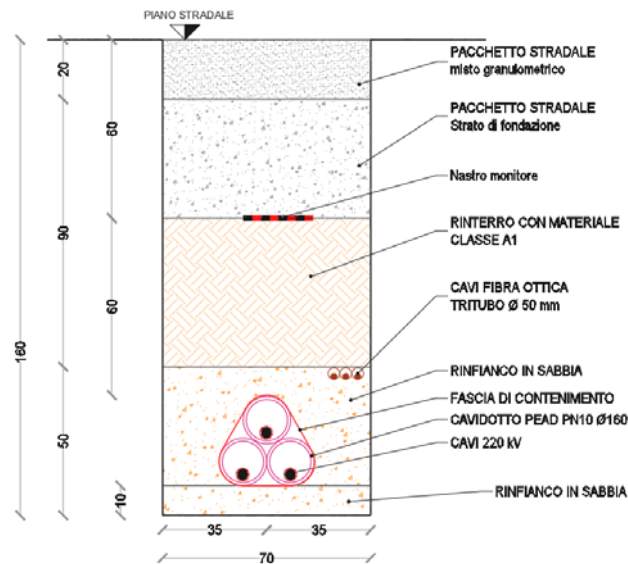 PIANO STRADALE
PACCHETTO STRADALE
misto granulometrico
PACCHETTO STRADALE
Strato di fondazione
Nastro monitore
RINTERRO CON MATERIALE
CLASSE A1
CAVI FIBRA OTTICA
TRITUBO Ø 50 mm
RINFIANCO IN SABBIA
FASCIA DI CONTENIMENTO
CAVIDOTTO PEAD PN10 Ø160
CAVI 220 kV
RINFIANCO IN SABBIA
160
20
90
50
60
60
10
35
35
70